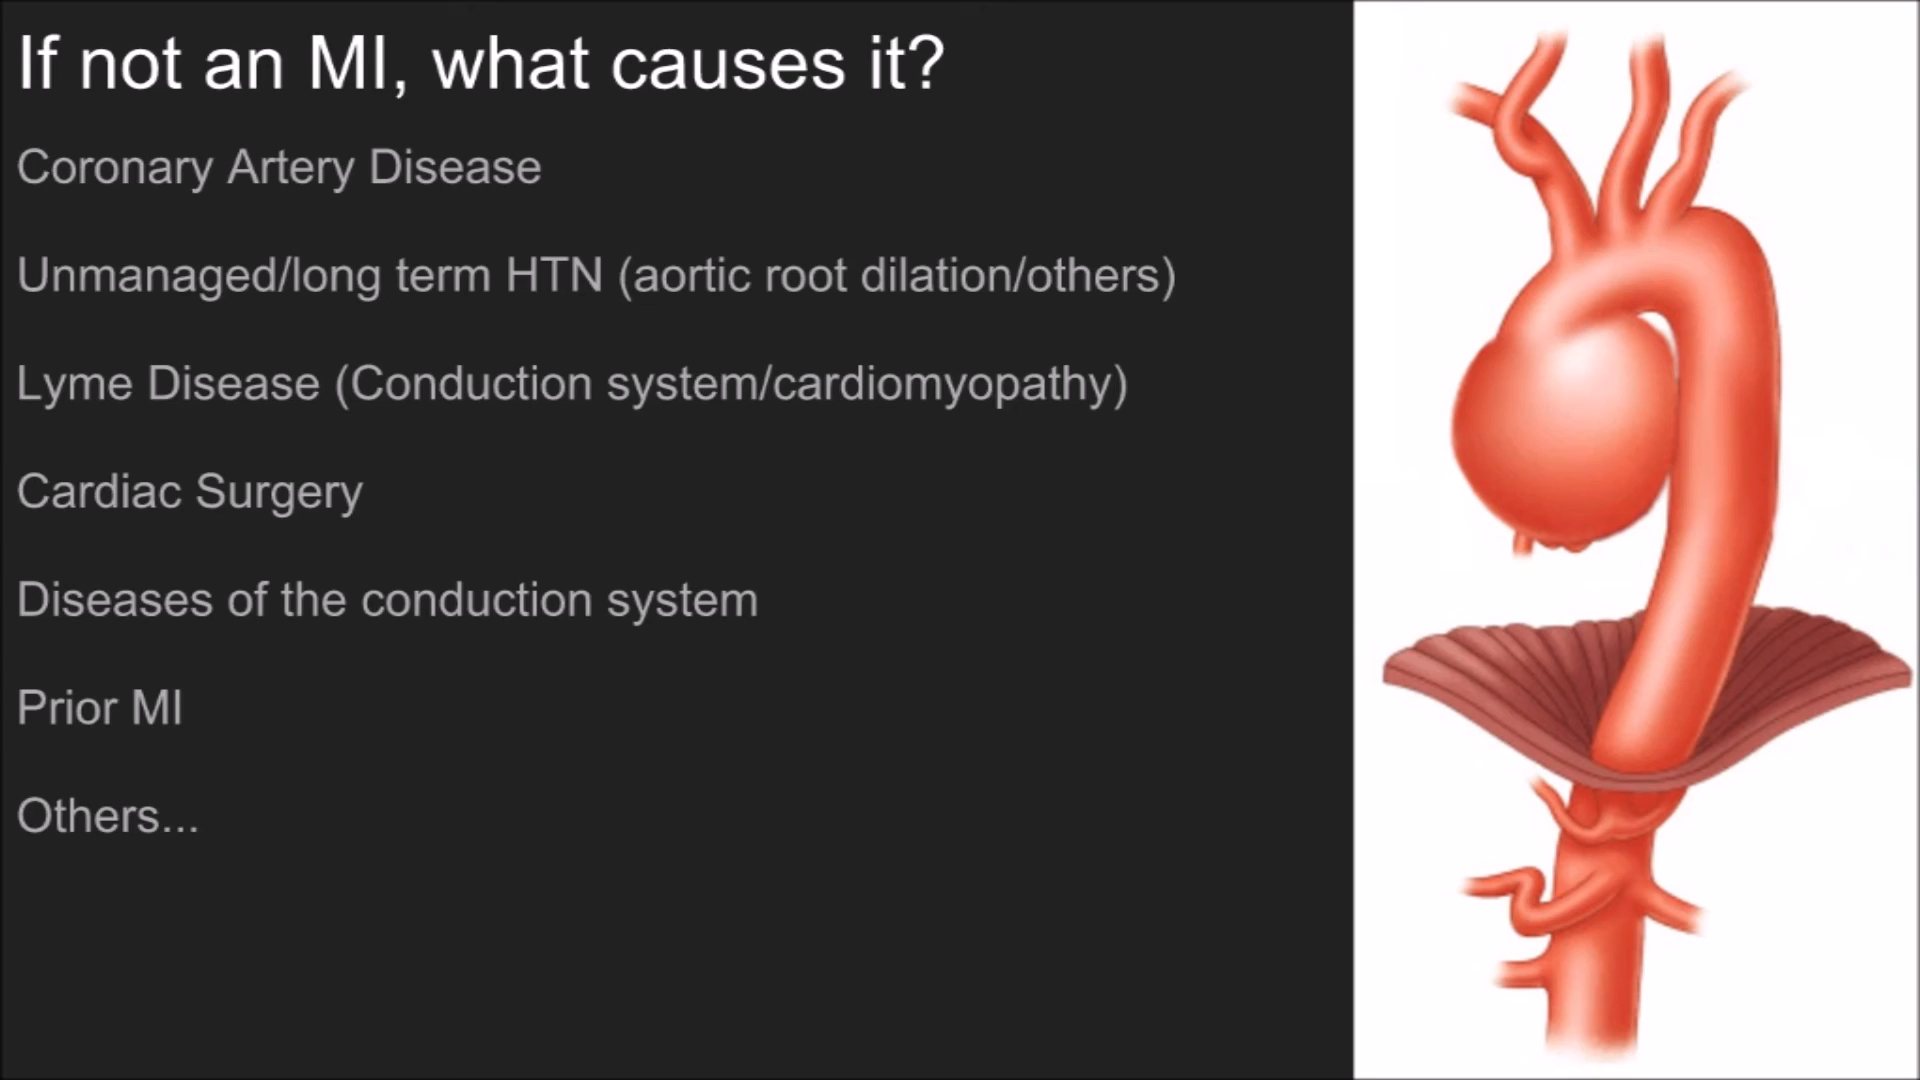 If not an MI, what causes it?
Coronary Artery Disease
Unmanaged/long term HTN (aortic root dilation/others)
Lyme Disease (Conduction system/cardiomyopathy)
Cardiac Surgery
Diseases of the conduction system
Prior MI
Others...